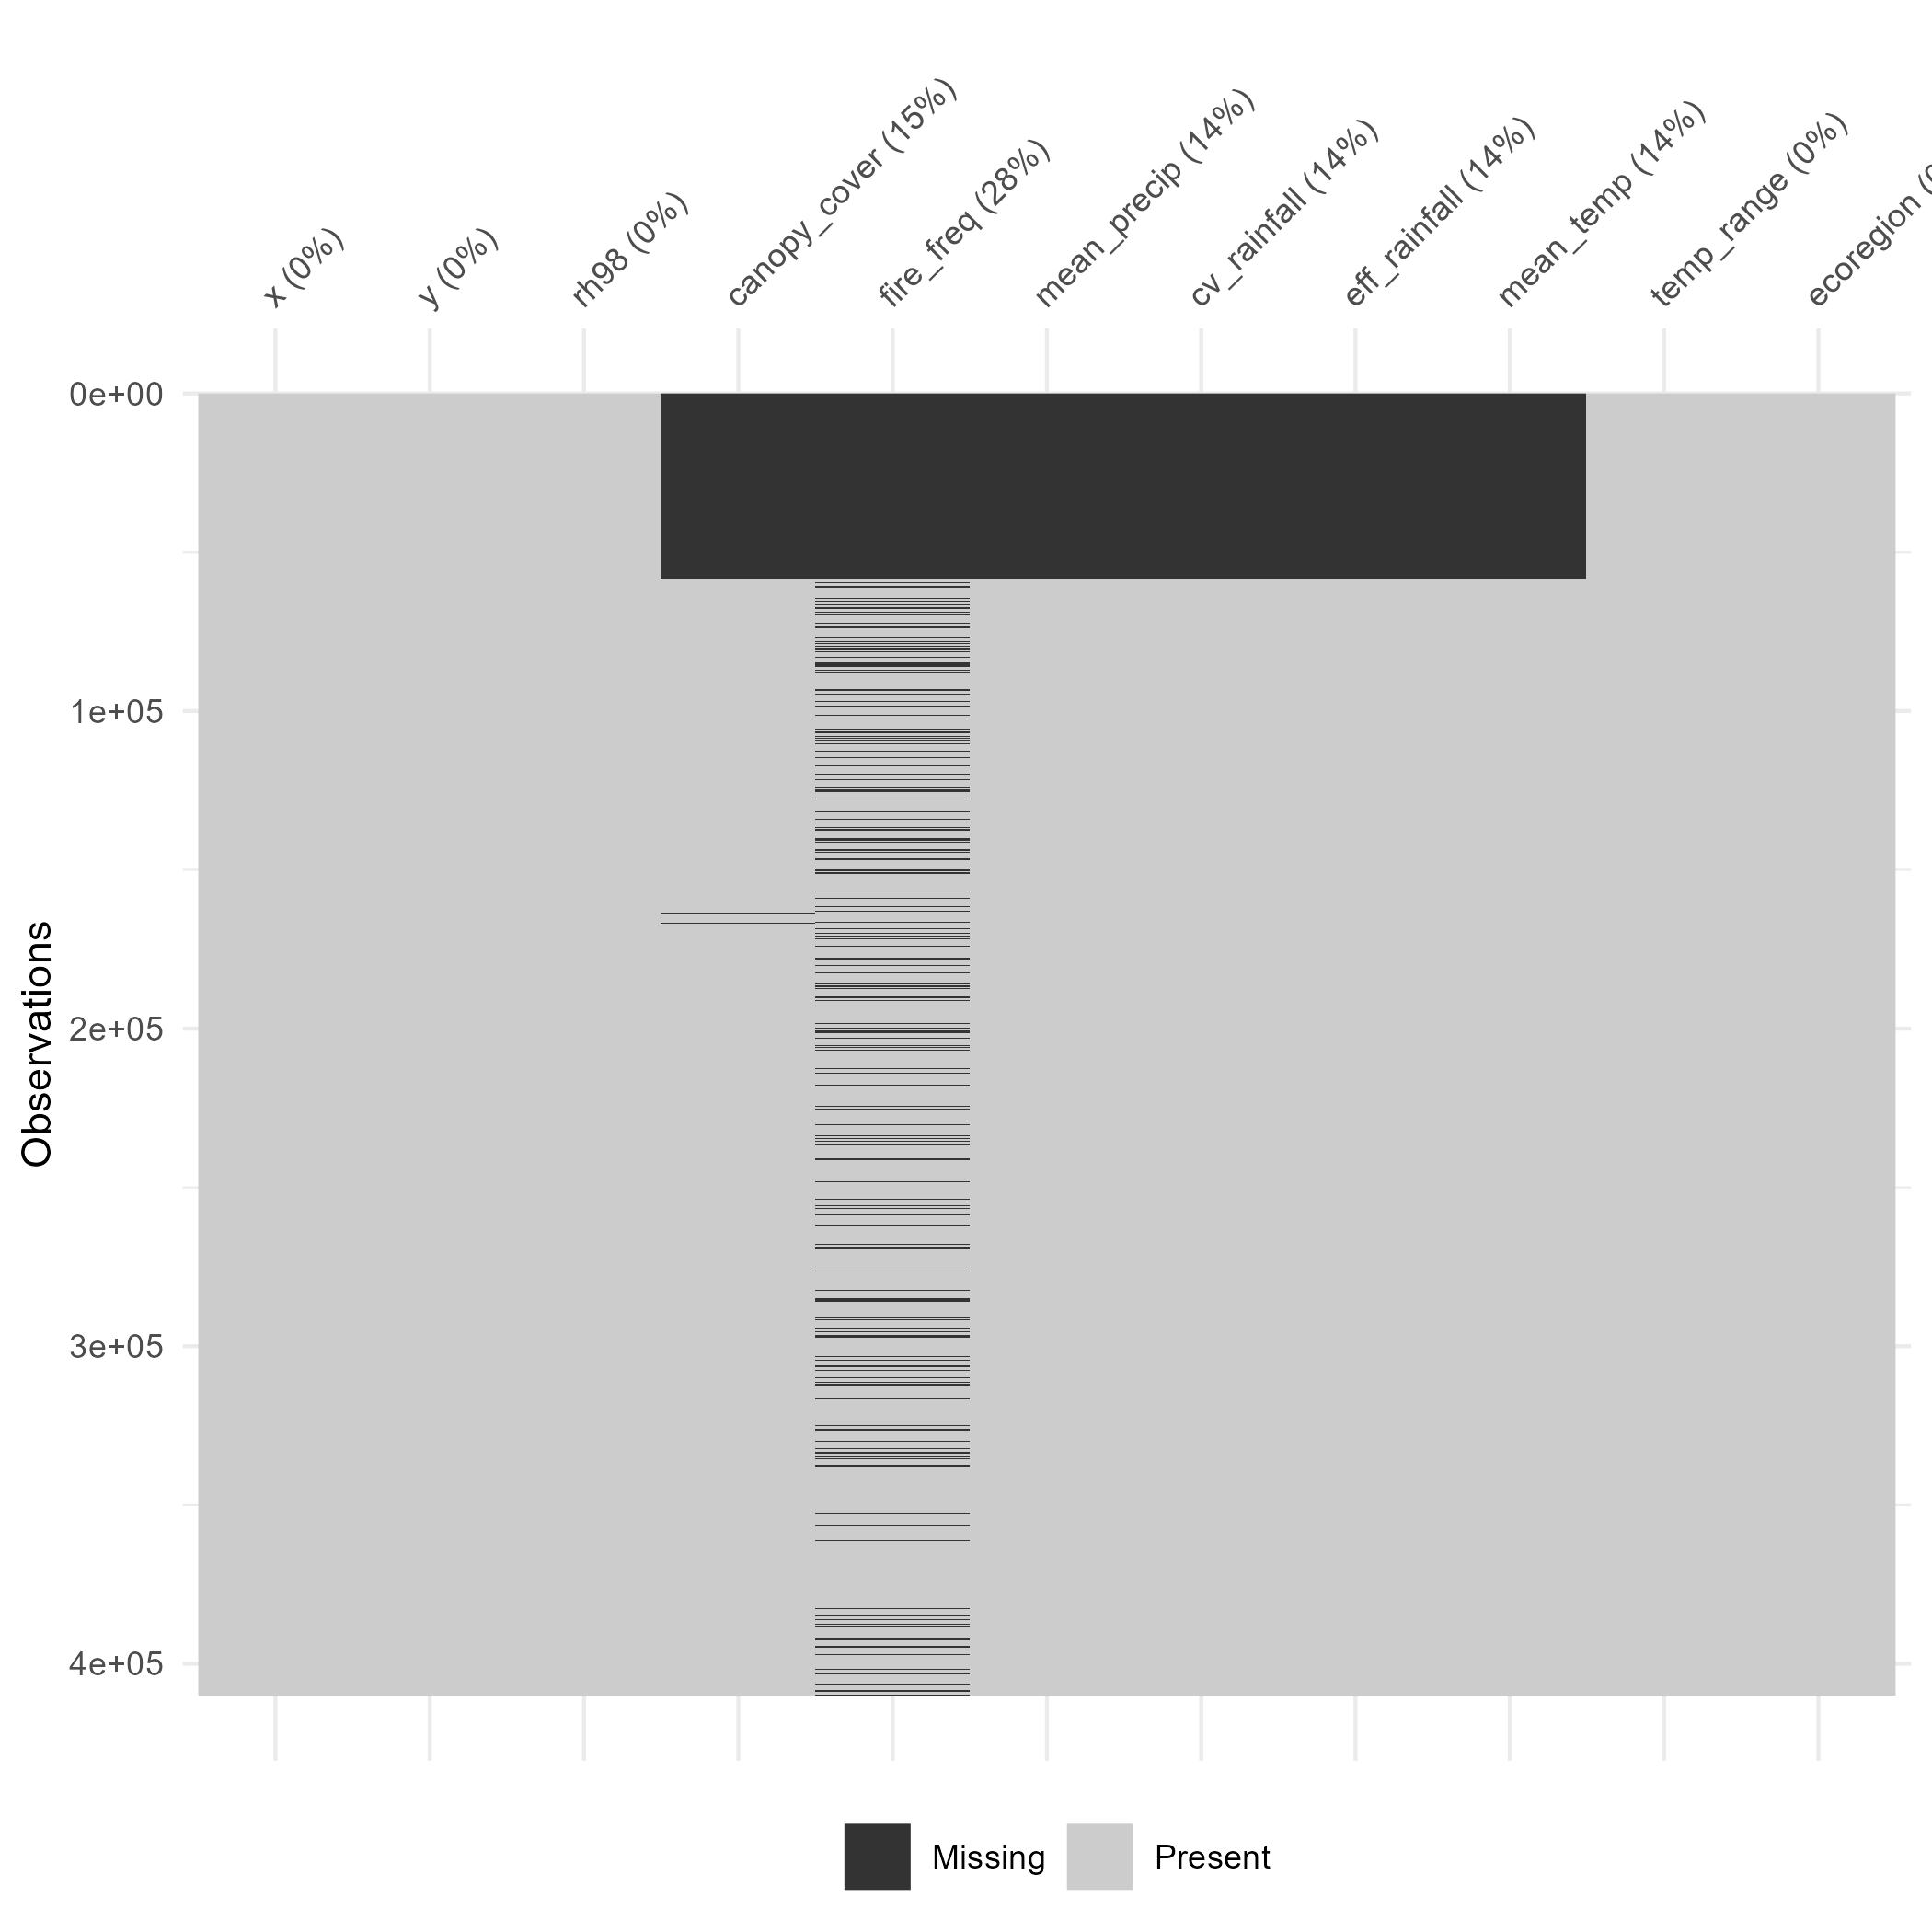 x (0%)
y (0%)
rh98 (0%)
canopy_cover (15%)
fire_freq (28%)
mean_precip (14%)
cv_rainfall (14%)
eff_rainfall (14%)
mean_temp (14%)
temp_range (0%)
ecoregion
0e+00
1e+05
2e+05
3e+05
4e+05
Observations
Missing
Present